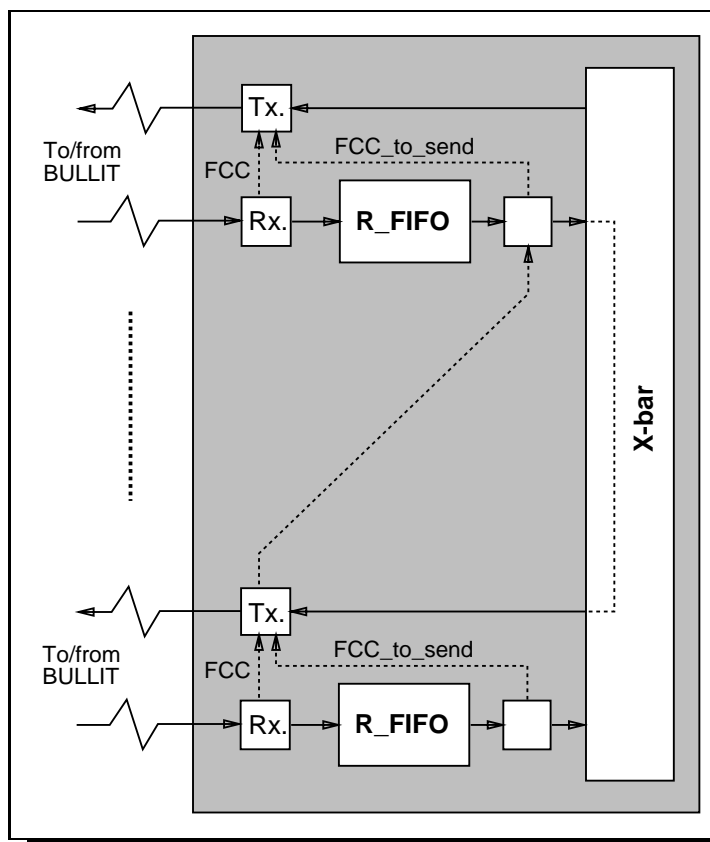 Tx.
To/from
BULLIT
FCC
FCC_to_send
Rx.
R_FIFO
X-bar
Tx.
To/from
BULLIT
FCC
FCC_to_send
Rx.
R_FIFO